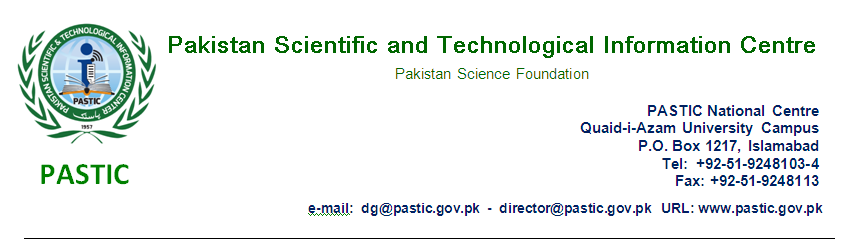 PAKISTAN SCIENTIFIC & TECHNOLOGICAL INFORMATION CENTER
PASTIC
پاسٹک
1957
PASTIC
Pakistan Scientific and Technological Information Centre
Pakistan Science Foundation
PASTIC National Centre
Quaid-i-Azam University Campus
P.O. Box 1217, Islamabad
Tel: +92-51-9248103-4
Fax: +92-51-9248113
e-mail: dg@pastic.gov.pk - director@pastic.gov.pk URL: www.pastic.gov.pk